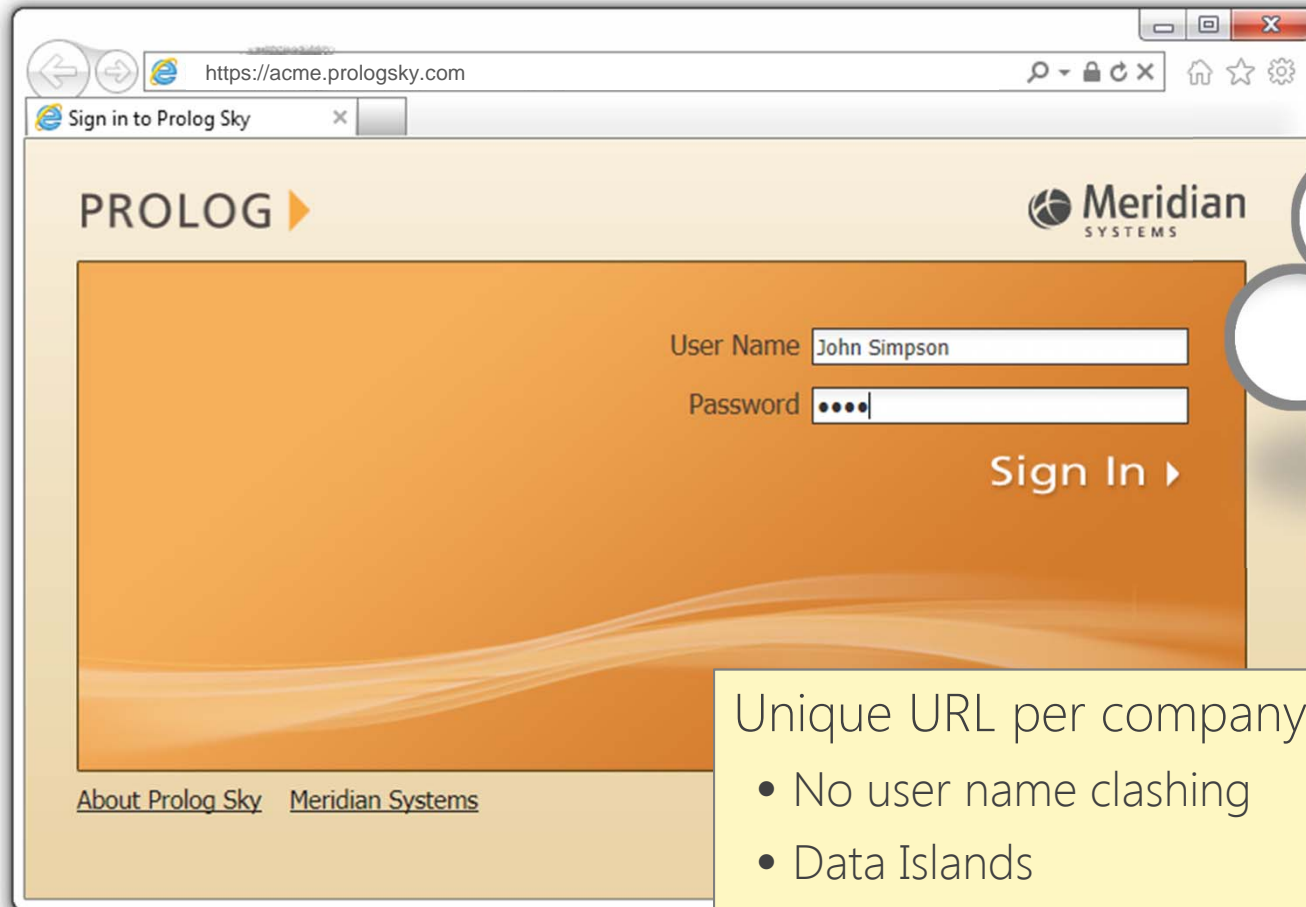 https://acme.prologsky.com
Sign in to Prolog Sky
PROLOG
Meridian
SYSTEMS
User Name John Simpson
Password ••••
Sign In
About Prolog Sky Meridian Systems
Unique URL per company
• No user name clashing
• Data Islands